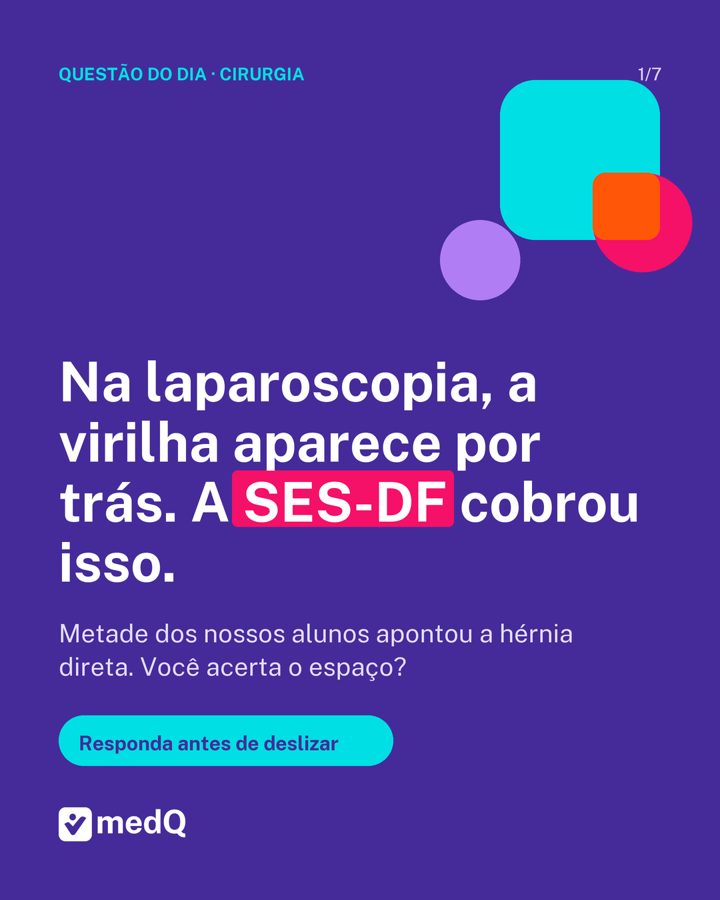 QUESTÃO DO DIA · CIRURGIA
1/7
Na laparoscopia, a
virilha aparece por
trás. A SES-DF cobrou
isso.
Metade dos nossos alunos apontou a hérnia
direta. Você acerta o espaço?
Responda antes de deslizar
medQ